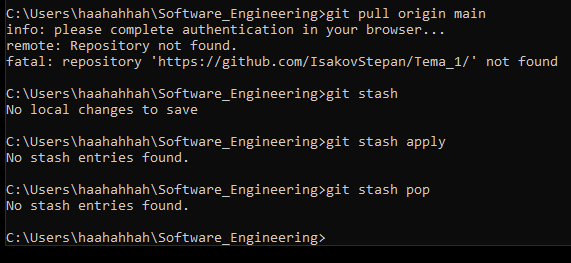 C:\Users\haahahhah\Software_Engineering>git pull origin main
info: please complete authentication in your browser...
remote: Repository not found.
fatal: repository 'https://github.com/IsakovStepan/Tema_1/' not found
C:\Users\haahahhah\Software_Engineering>git stash
No local changes to save
C:\Users\haahahhah\Software_Engineering>git stash apply
No stash entries found.
C:\Users\haahahhah\Software_Engineering>git stash pop
No stash entries found.
C:\Users\haahahhah\Software_Engineering>